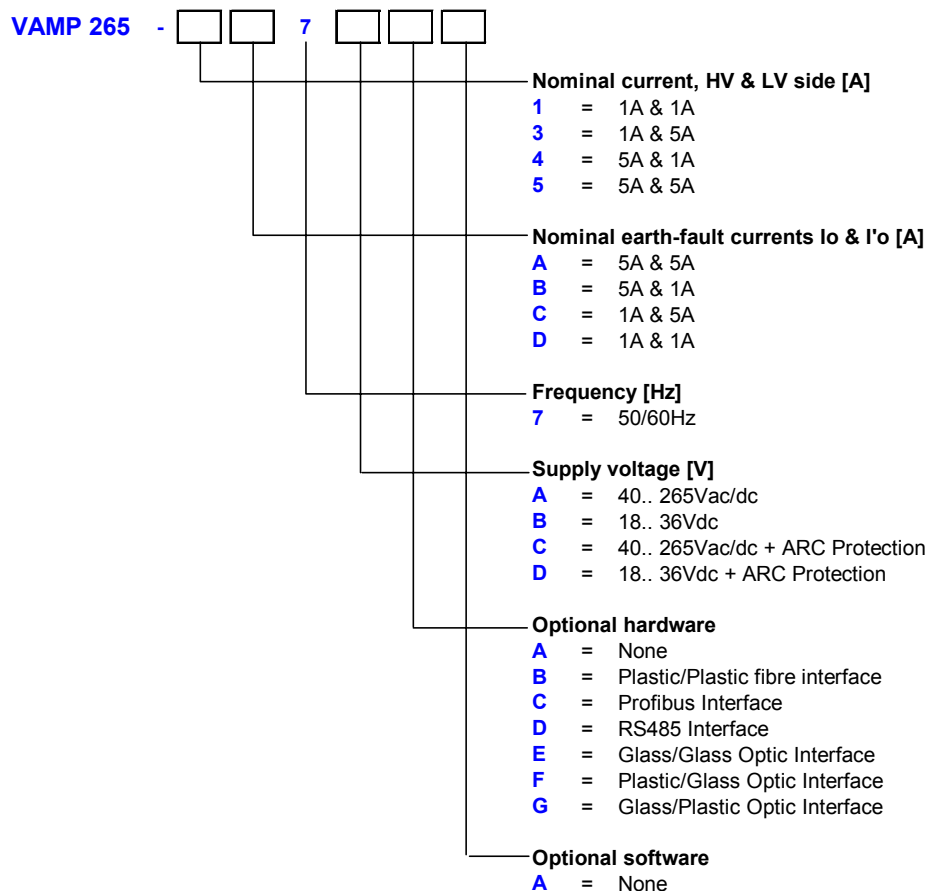 VAMP 265 - 7
Nominal current, HV & LV side [A]
1 = 1A & 1A
3 = 1A & 5A
4 = 5A & 1A
5 = 5A & 5A
Nominal earth-fault currents Io & I'o [A]
A = 5A & 5A
B = 5A & 1A
C = 1A & 5A
D = 1A & 1A
Frequency [Hz]
7 = 50/60Hz
Supply voltage [V]
A = 40.. 265Vac/dc
B = 18.. 36Vdc
C = 40.. 265Vac/dc + ARC Protection
D = 18.. 36Vdc + ARC Protection
Optional hardware
A = None
B = Plastic/Plastic fibre interface
C = Profibus Interface
D = RS485 Interface
E = Glass/Glass Optic Interface
F = Plastic/Glass Optic Interface
G = Glass/Plastic Optic Interface
Optional software
A = None